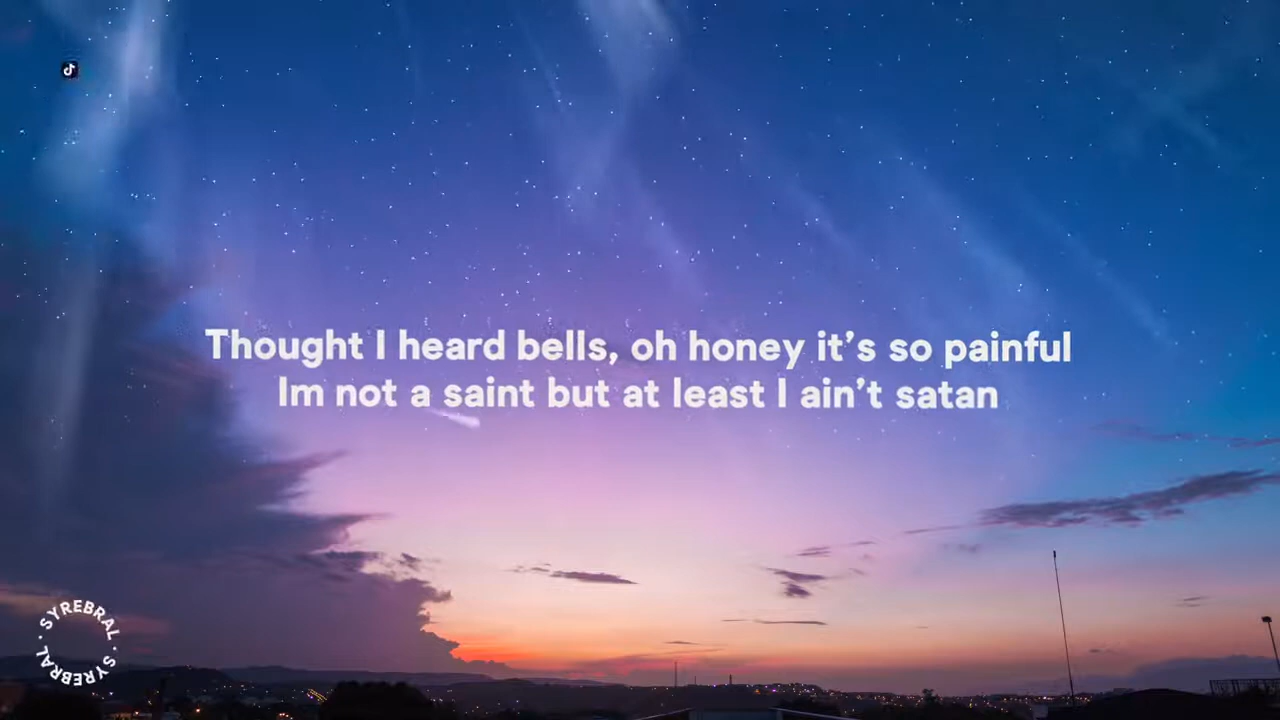 Thought I heard bells, oh honey it's so painful
Im not a saint but at least I ain't satan
SYREBRAL · SYREBRAL ·